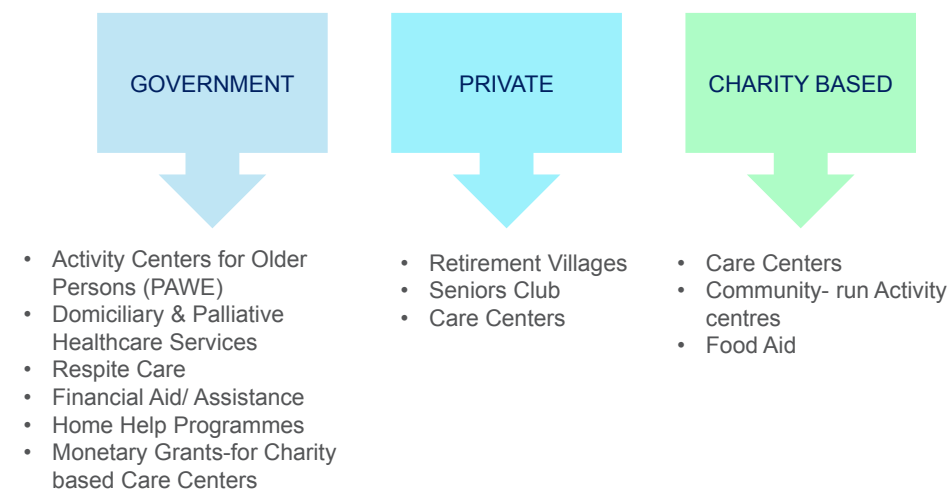 GOVERNMENT
• Activity Centers for Older
Persons (PAWE)
• Domiciliary & Palliative
Healthcare Services
• Respite Care
• Financial Aid/ Assistance
• Home Help Programmes
• Monetary Grants-for Charity
based Care Centers
PRIVATE
• Retirement Villages
• Seniors Club
• Care Centers
CHARITY BASED
• Care Centers
• Community- run Activity
centres
• Food Aid